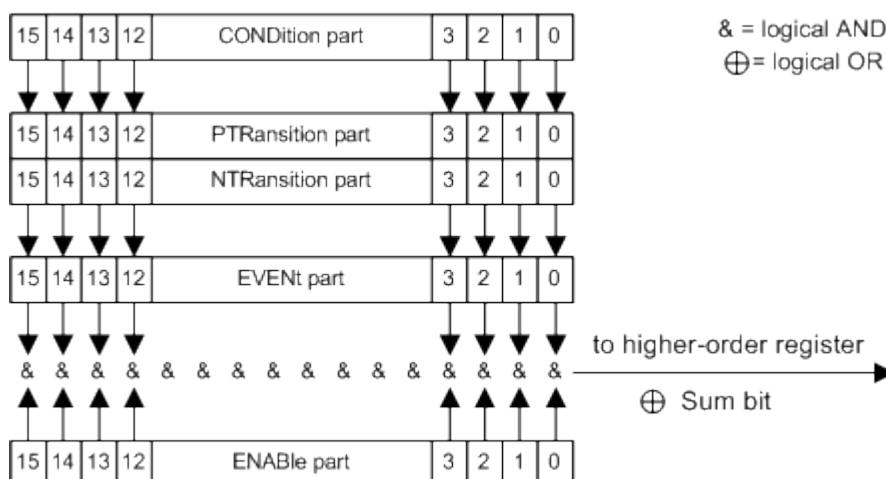 15 14 13 12 CONDition part 3 2 1 0
& = logical AND
⊕ = logical OR
15 14 13 12 PTRansition part 3 2 1 0
15 14 13 12 NTRansition part 3 2 1 0
15 14 13 12 EVENt part 3 2 1 0
& & & & & & & & & & & & & & & &
to higher-order register
⊕ Sum bit
15 14 13 12 ENABle part 3 2 1 0